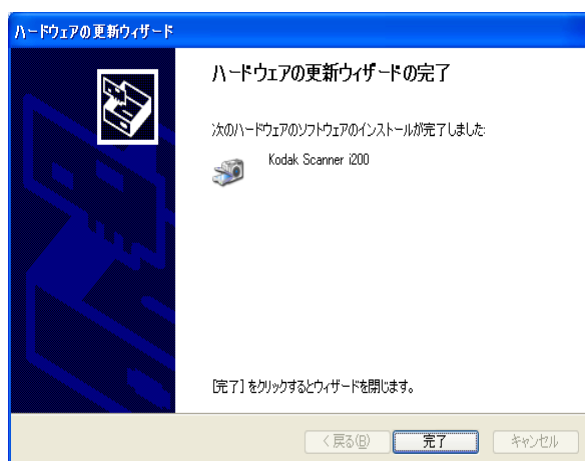 ハードウェアの更新ウィザード
ハードウェアの更新ウィザードの完了
次のハードウェアのソフトウェアのインストールが完了しました:
Kodak Scanner i200
[完了] をクリックするとウィザードを閉じます。
< 戻る(B)
完了
キャンセル